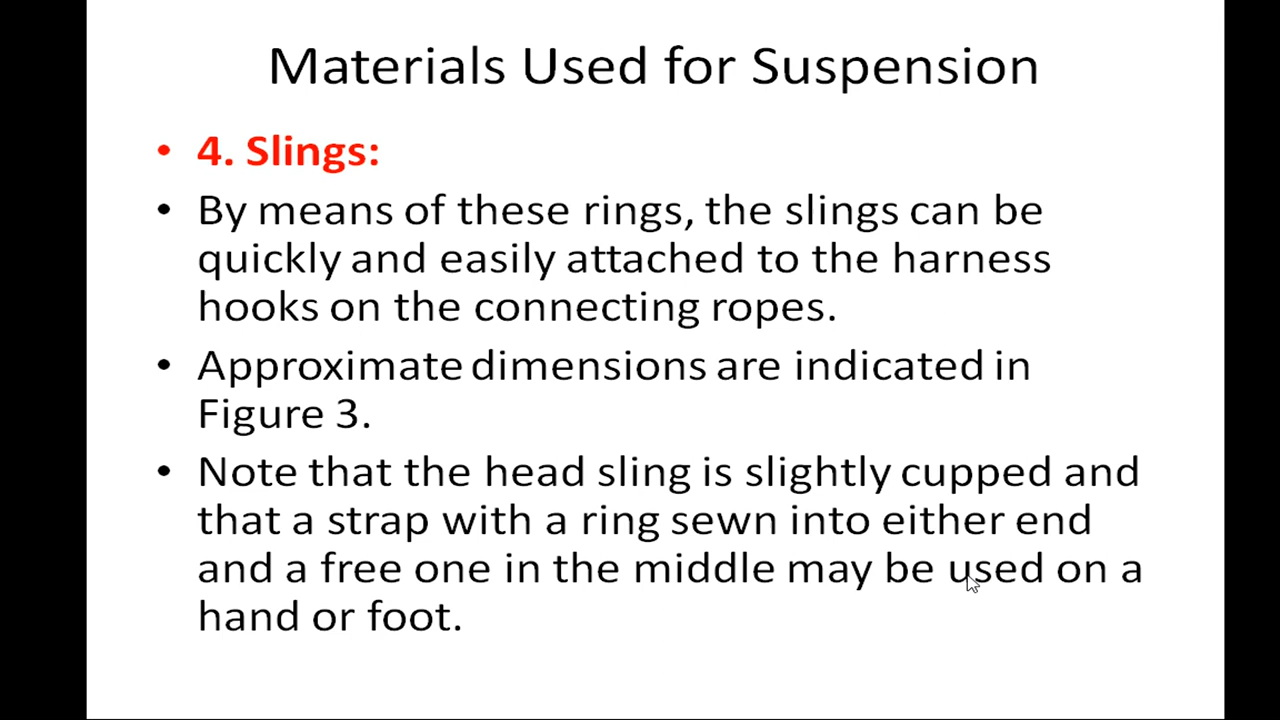 Materials Used for Suspension
• 4. Slings:
• By means of these rings, the slings can be
quickly and easily attached to the harness
hooks on the connecting ropes.
• Approximate dimensions are indicated in
Figure 3.
• Note that the head sling is slightly cupped and
that a strap with a ring sewn into either end
and a free one in the middle may be used on a
hand or foot.